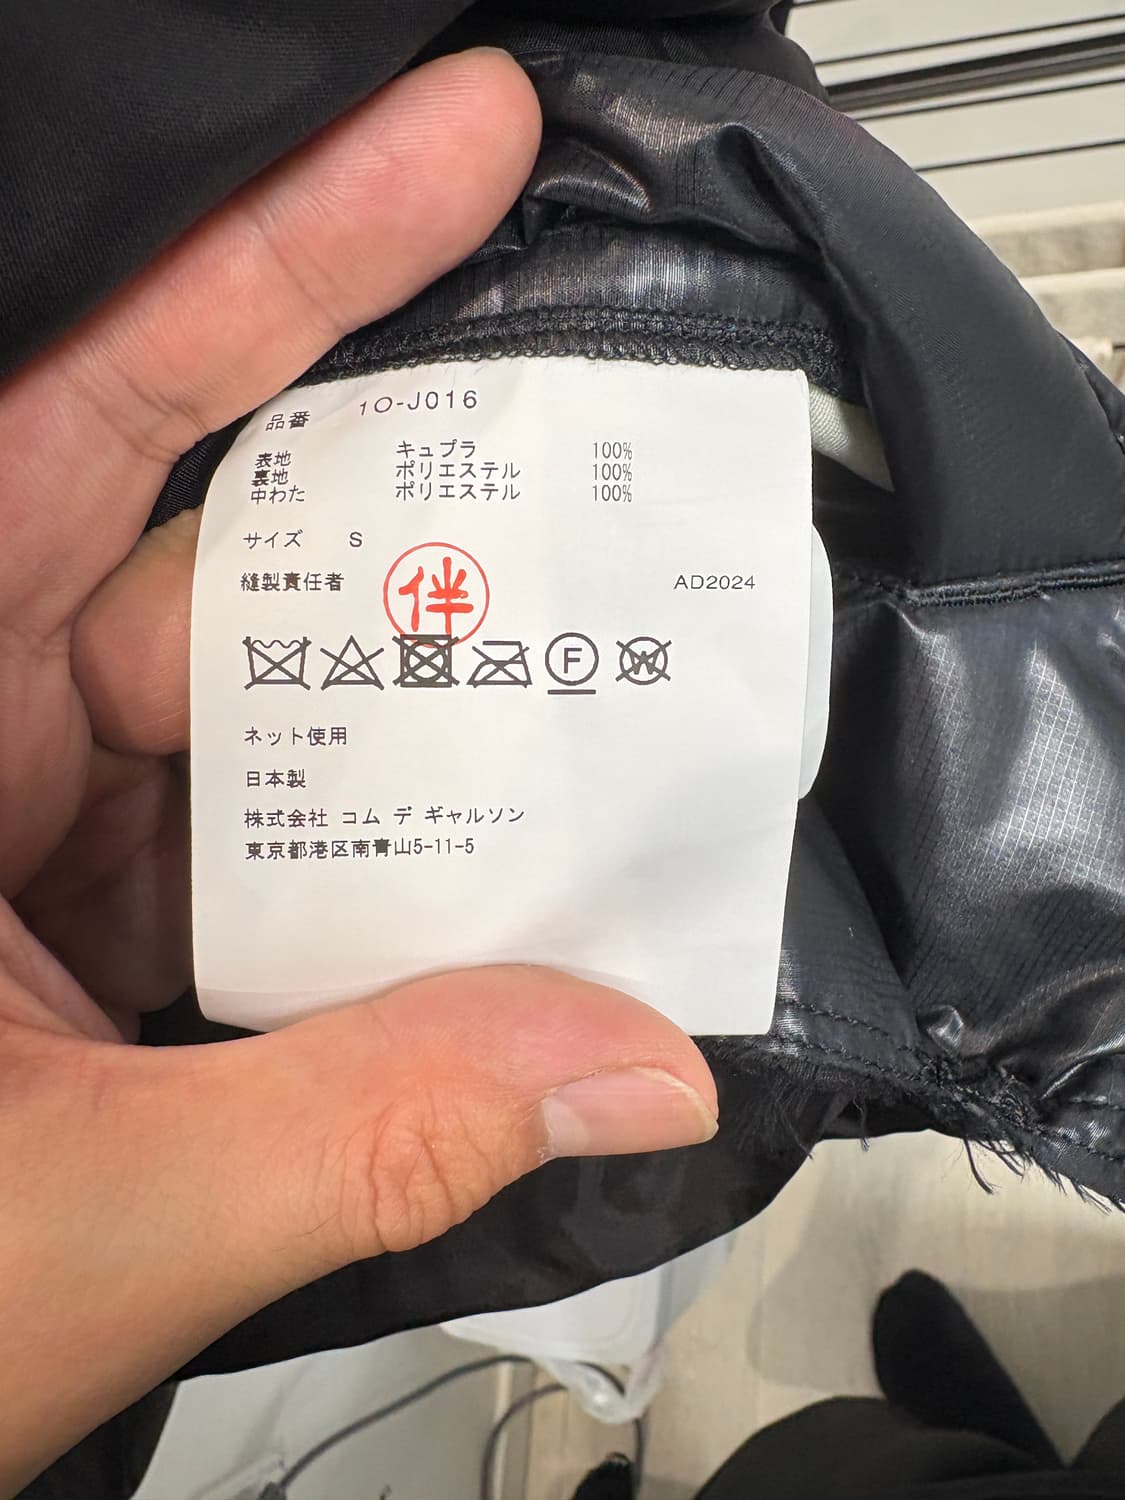 品番 1O-J016
表地 キュプラ 100%
裏地 ポリエステル 100%
中わた ポリエステル 100%
サイズ S
縫製責任者 伴 AD2024
F W
ネット使用
日本製
株式会社 コム デ ギャルソン
東京都港区南青山5-11-5